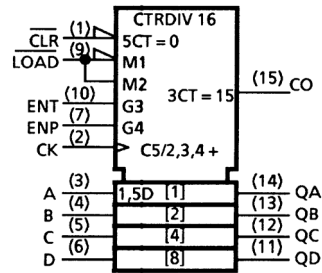 CTRDIV 16
CLR (1) 5CT = 0
LOAD (9) M1
M2
ENT (10) G3 3CT = 15 (15) CO
ENP (7) G4
CK (2) C5/2,3,4 +
A (3) 1,5D [1] (14) QA
B (4) [2] (13) QB
C (5) [4] (12) QC
D (6) [8] (11) QD